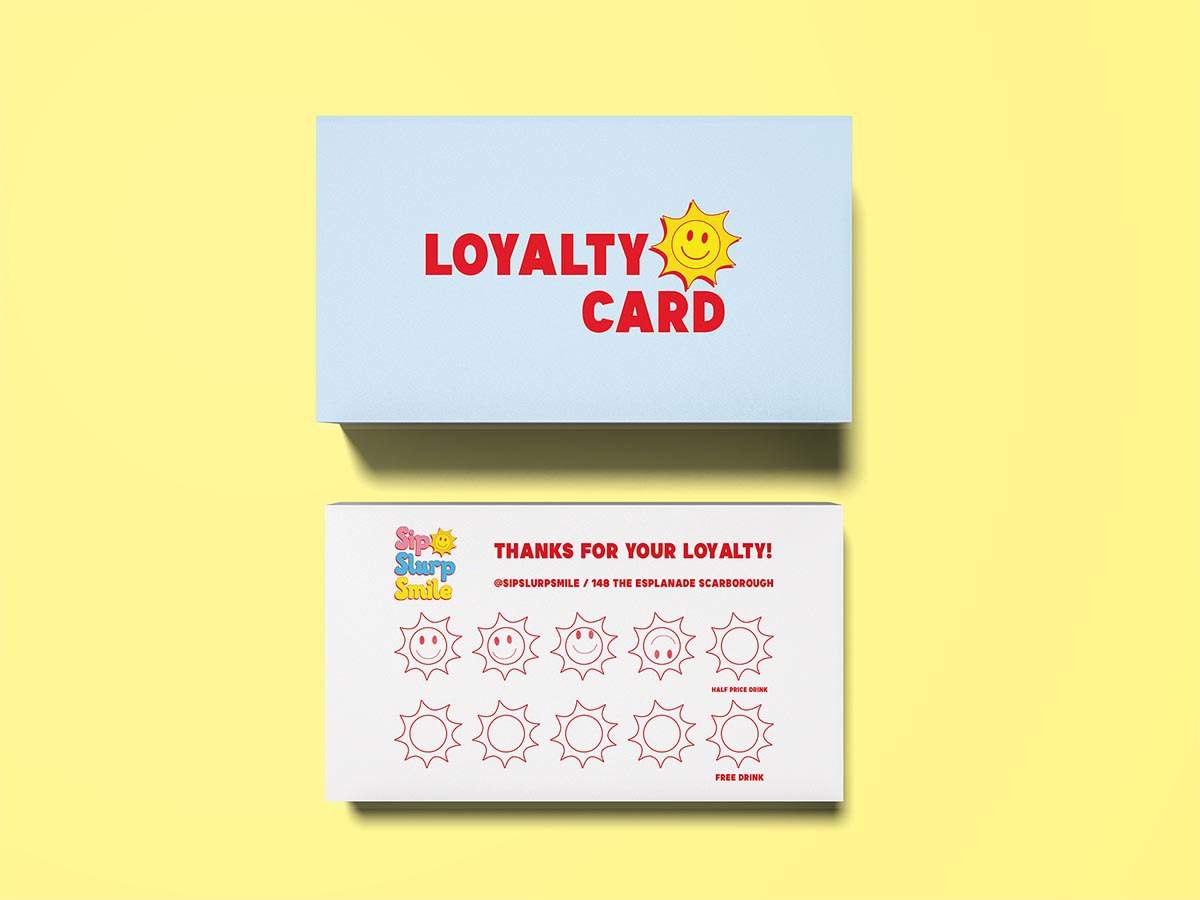 LOYALTY
CARD
Sip
Slurp
Smile
THANKS FOR YOUR LOYALTY!
@SIPSLURPSMILE / 148 THE ESPLANADE SCARBOROUGH
HALF PRICE DRINK
FREE DRINK